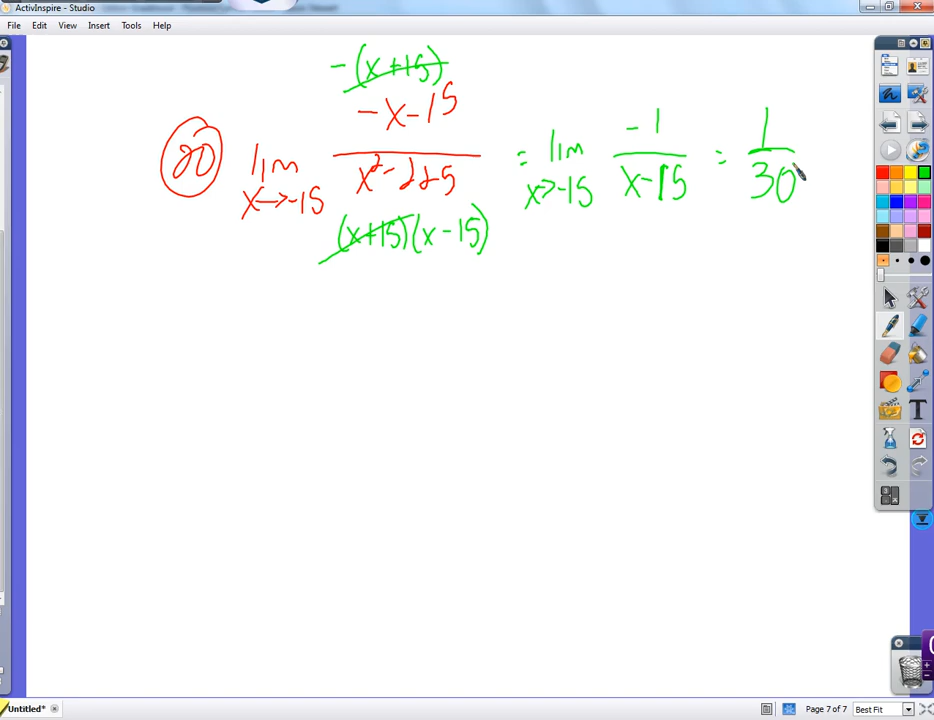 ActivInspire - Studio
File Edit View Insert Tools Help
-(x+15)
-x-15
20 lim x->-15 x²-225 = lim x->-15 -1 x-15 = 1 30
(x+15)(x-15)
Untitled*
Page 7 of 7
Best Fit